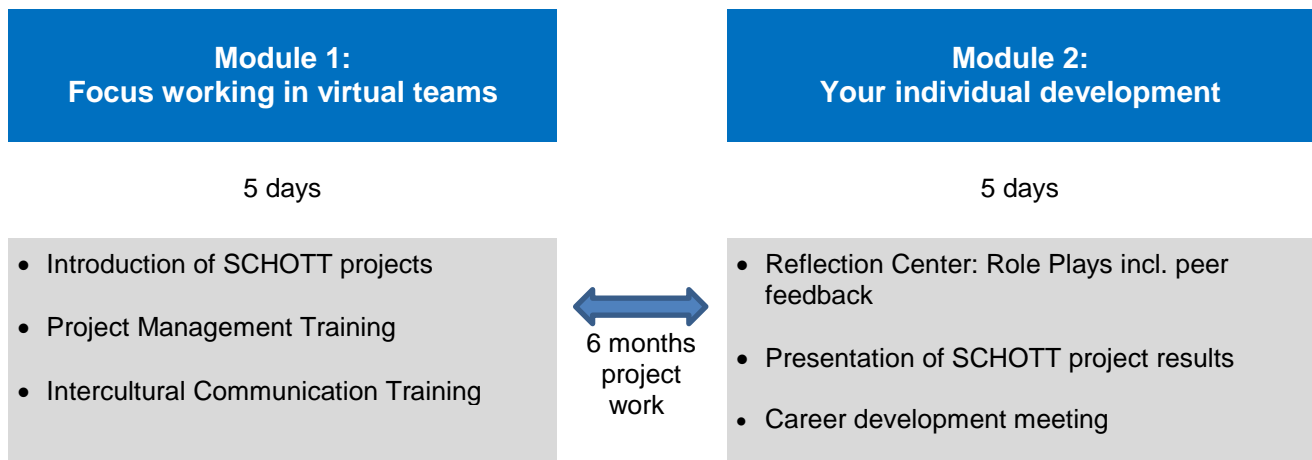 Module 1:
Focus working in virtual teams
5 days
• Introduction of SCHOTT projects
• Project Management Training
• Intercultural Communication Training
6 months
project
work
Module 2:
Your individual development
5 days
• Reflection Center: Role Plays incl. peer
feedback
• Presentation of SCHOTT project results
• Career development meeting